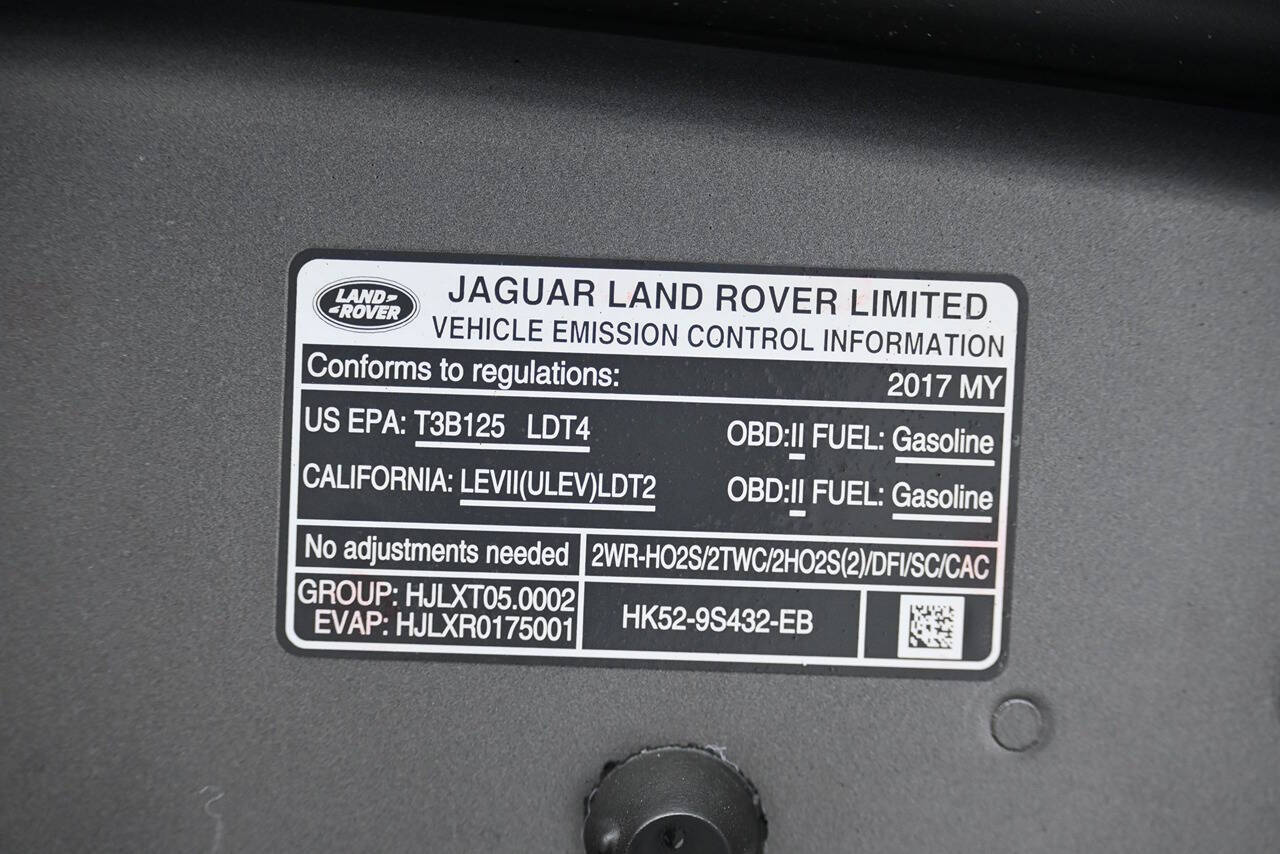 LAND
ROVER
JAGUAR LAND ROVER LIMITED
VEHICLE EMISSION CONTROL INFORMATION
Conforms to regulations: 2017 MY
US EPA: T3B125 LDT4 OBD:II FUEL: Gasoline
CALIFORNIA: LEVII(ULEV)LDT2 OBD:II FUEL: Gasoline
No adjustments needed 2WR-HO2S/2TWC/2HO2S(2)/DFI/SC/CAC
GROUP: HJLXT05.0002
EVAP: HJLXR0175001
HK52-9S432-EB